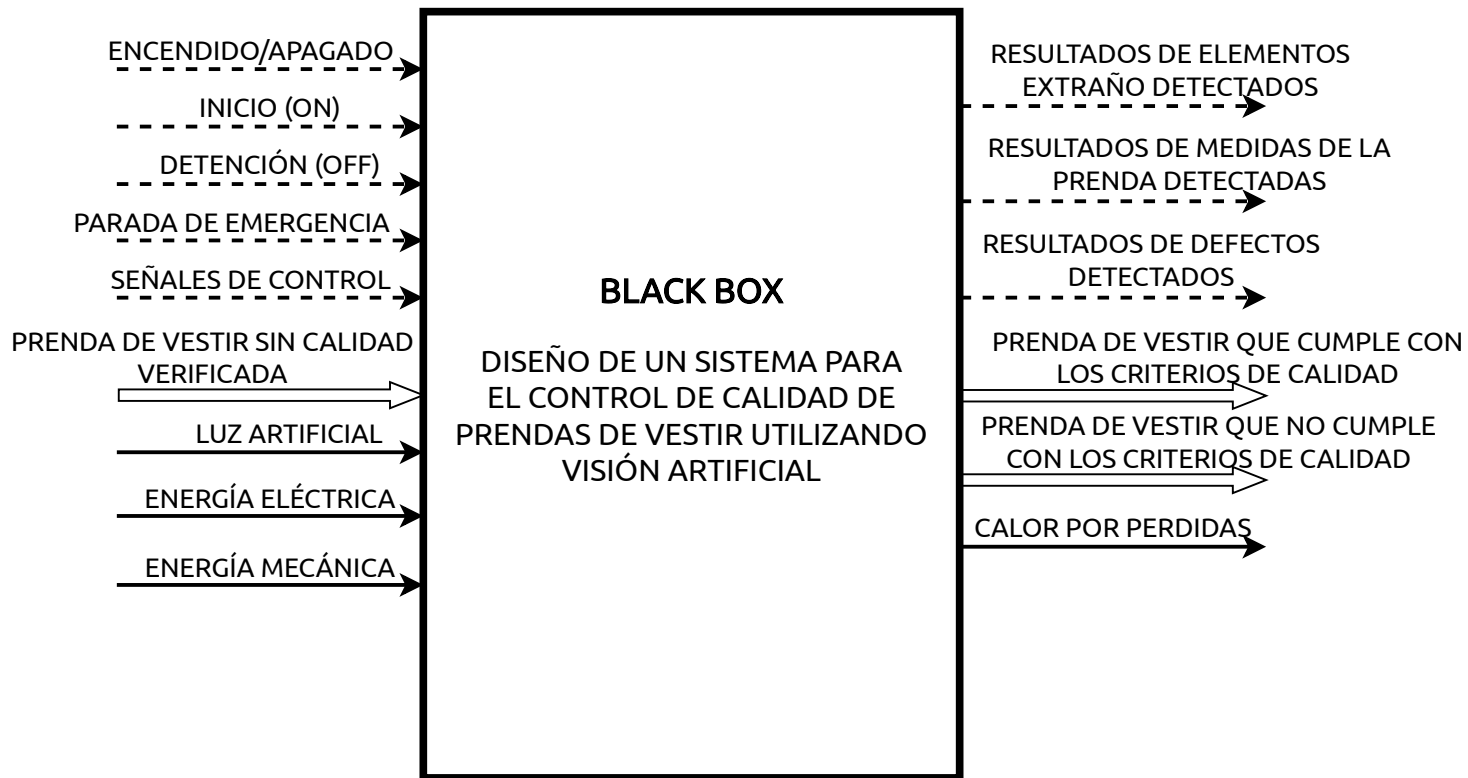 ENCENDIDO/APAGADO
INICIO (ON)
DETENCIÓN (OFF)
PARADA DE EMERGENCIA
SEÑALES DE CONTROL
PRENDA DE VESTIR SIN CALIDAD
VERIFICADA
LUZ ARTIFICIAL
ENERGÍA ELÉCTRICA
ENERGÍA MECÁNICA
BLACK BOX
DISEÑO DE UN SISTEMA PARA
EL CONTROL DE CALIDAD DE
PRENDAS DE VESTIR UTILIZANDO
VISIÓN ARTIFICIAL
RESULTADOS DE ELEMENTOS
EXTRAÑO DETECTADOS
RESULTADOS DE MEDIDAS DE LA
PRENDA DETECTADAS
RESULTADOS DE DEFECTOS
DETECTADOS
PRENDA DE VESTIR QUE CUMPLE CON
LOS CRITERIOS DE CALIDAD
PRENDA DE VESTIR QUE NO CUMPLE
CON LOS CRITERIOS DE CALIDAD
CALOR POR PERDIDAS